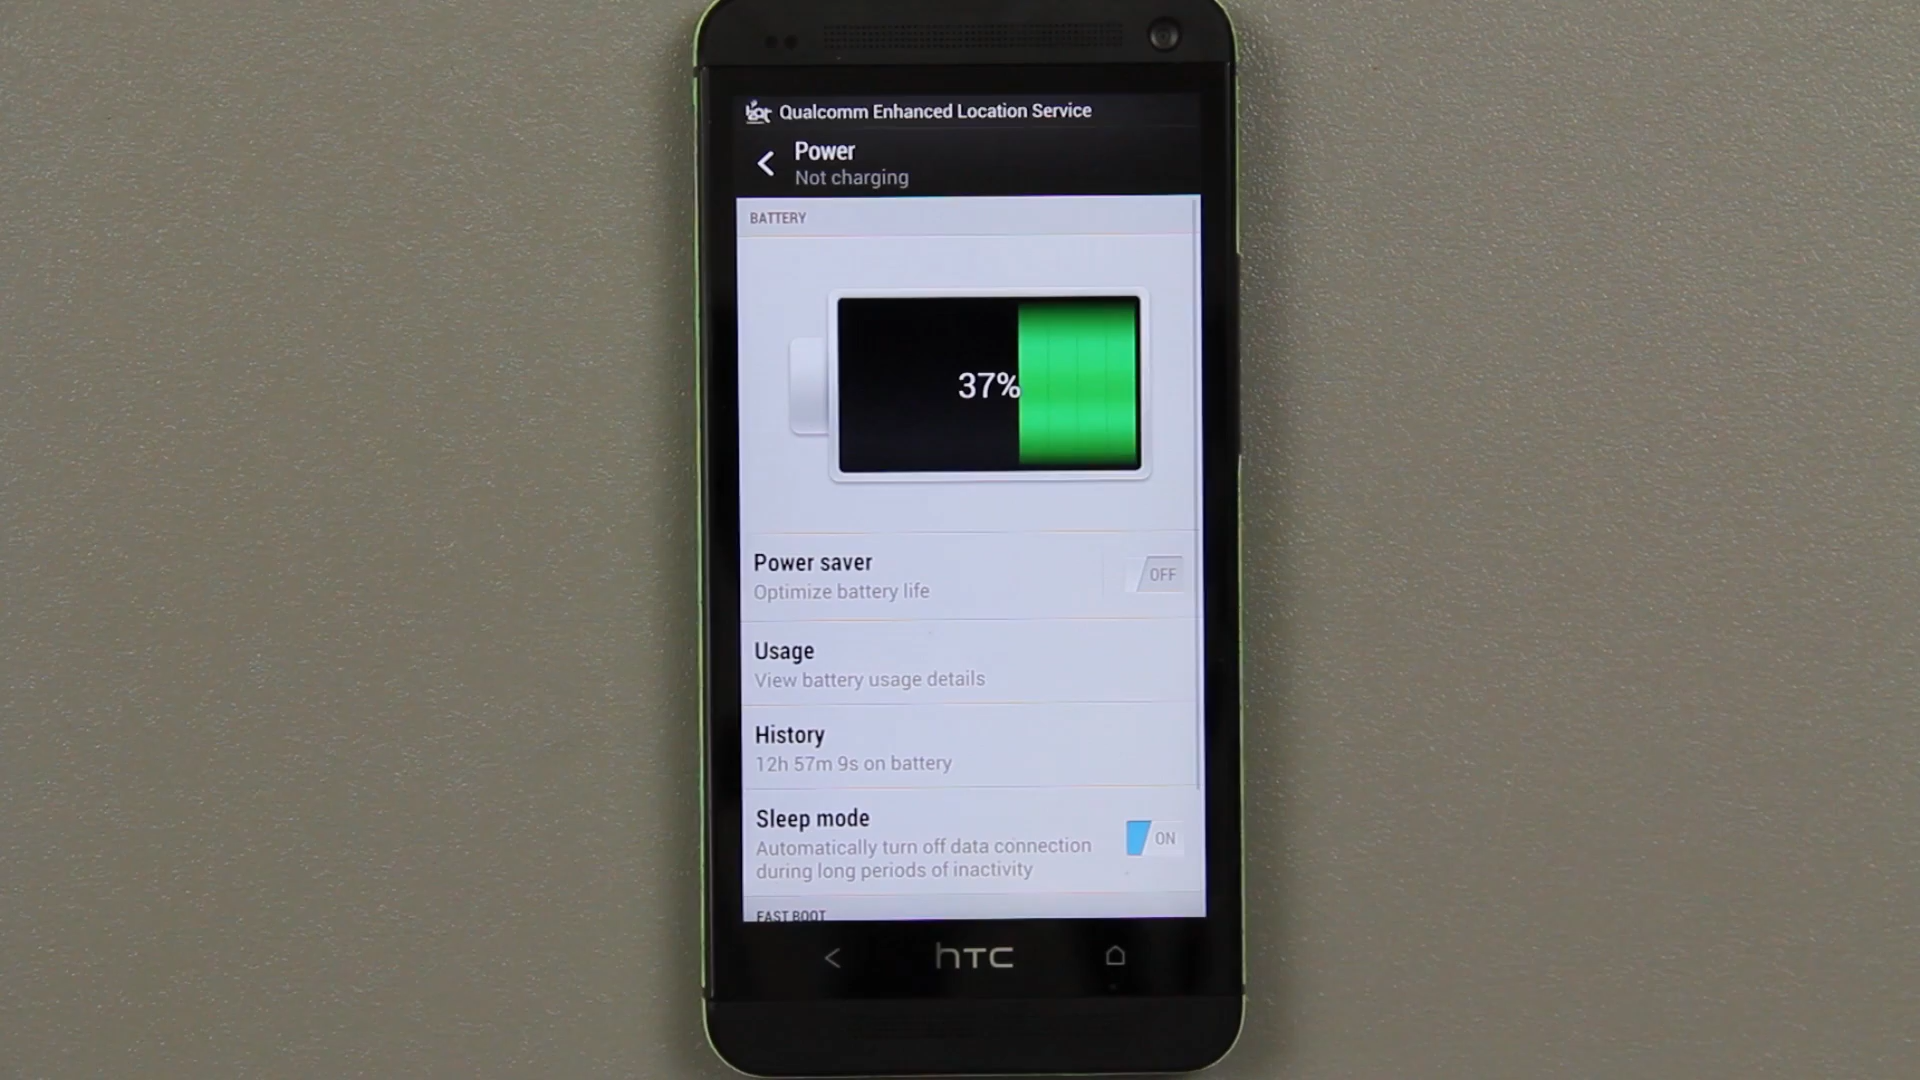 Qualcomm Enhanced Location Service
Power
Not charging
BATTERY
37%
Power saver
Optimize battery life
OFF
Usage
View battery usage details
History
12h 57m 9s on battery
Sleep mode
Automatically turn off data connection
during long periods of inactivity
ON
FAST BOOT
hTC